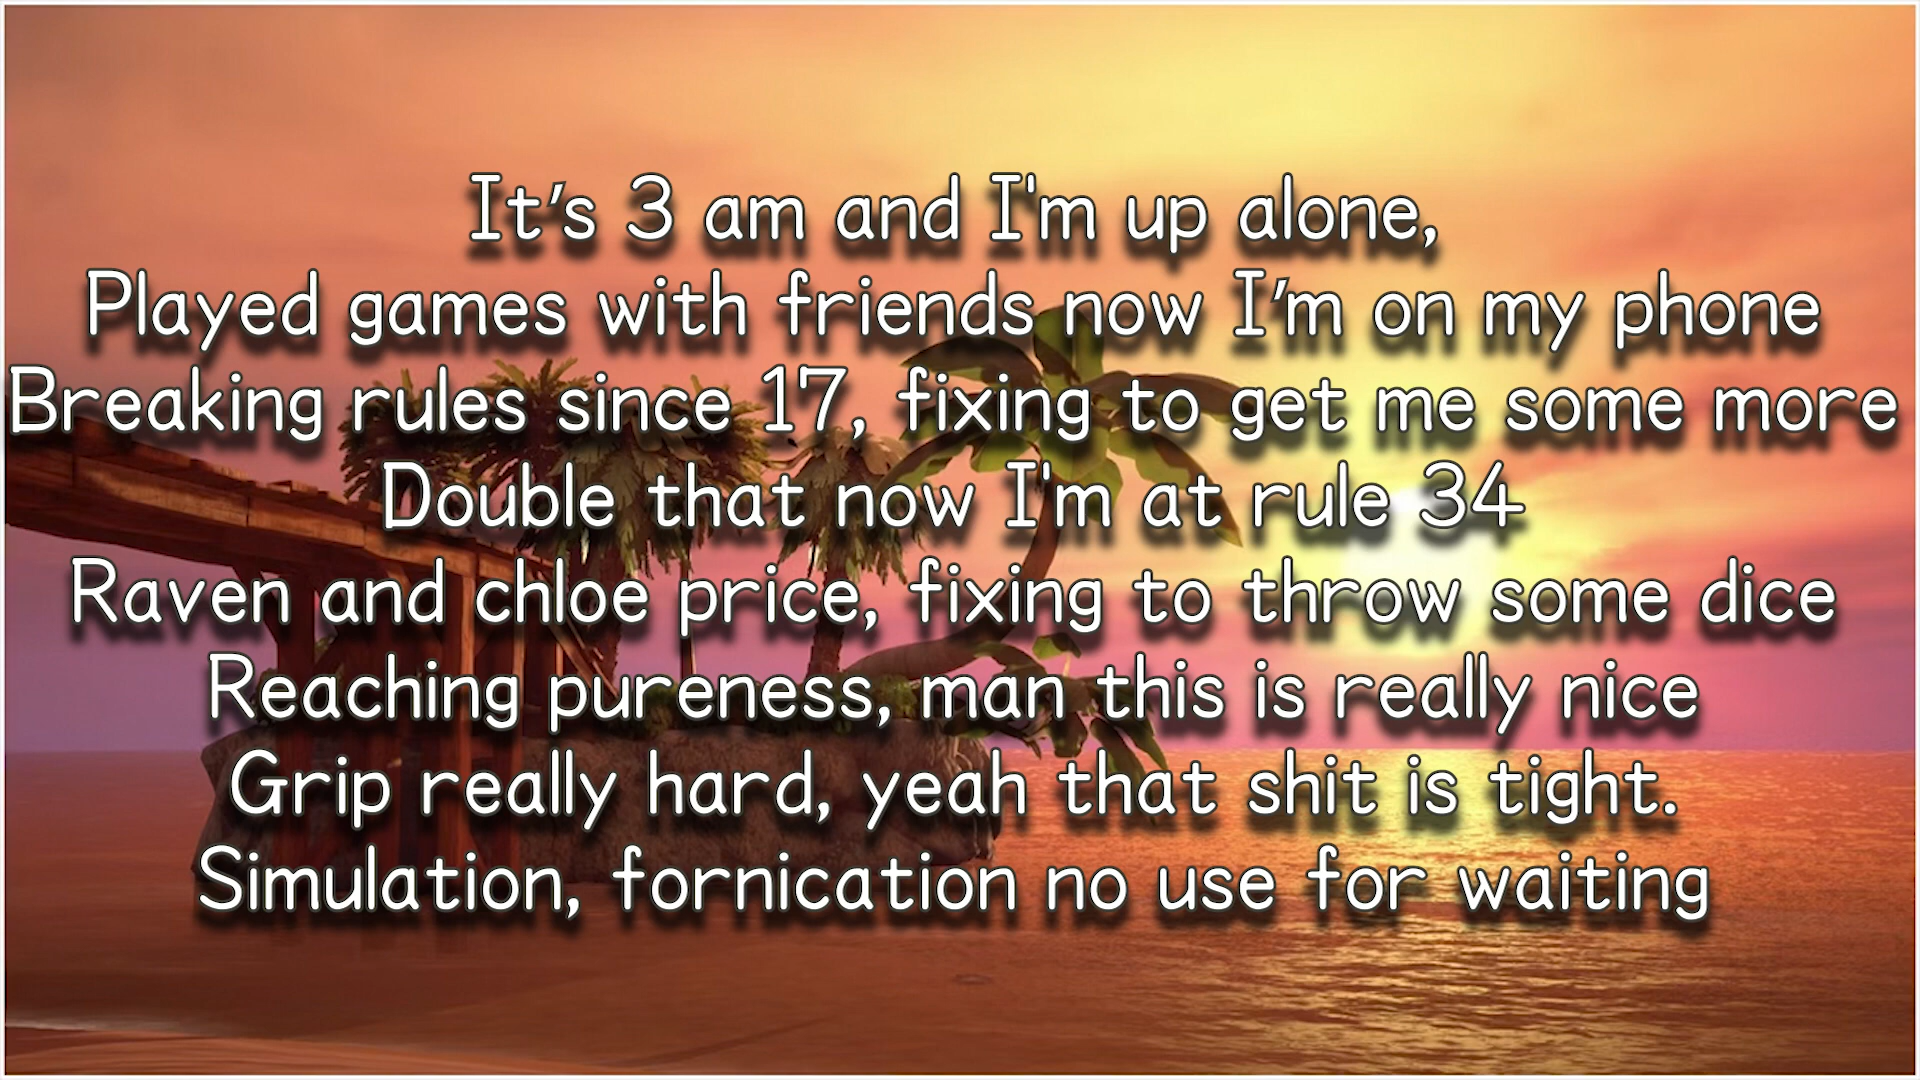 It's 3 am and I'm up alone,
Played games with friends now I'm on my phone
Breaking rules since 17, fixing to get me some more
Double that now I'm at rule 34
Raven and chloe price, fixing to throw some dice
Reaching pureness, man this is really nice
Grip really hard, yeah that shit is tight.
Simulation, fornication no use for waiting